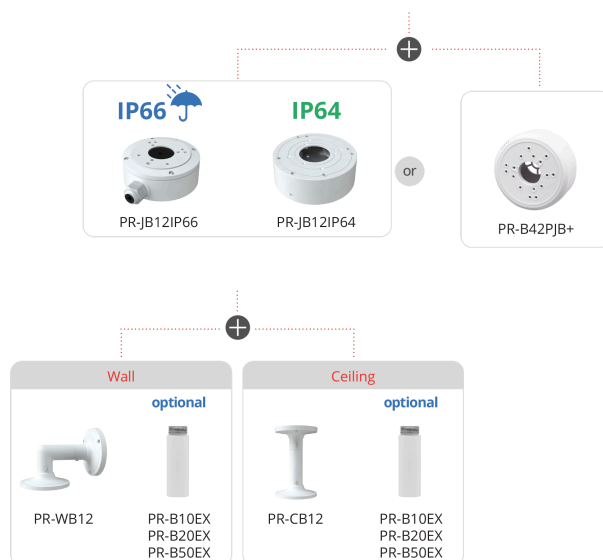 IP66
IP64
PR-JB12IP66
PR-JB12IP64
or
PR-B42PJB+
Wall
optional
PR-WB12
PR-B10EX
PR-B20EX
PR-B50EX
Ceiling
optional
PR-CB12
PR-B10EX
PR-B20EX
PR-B50EX